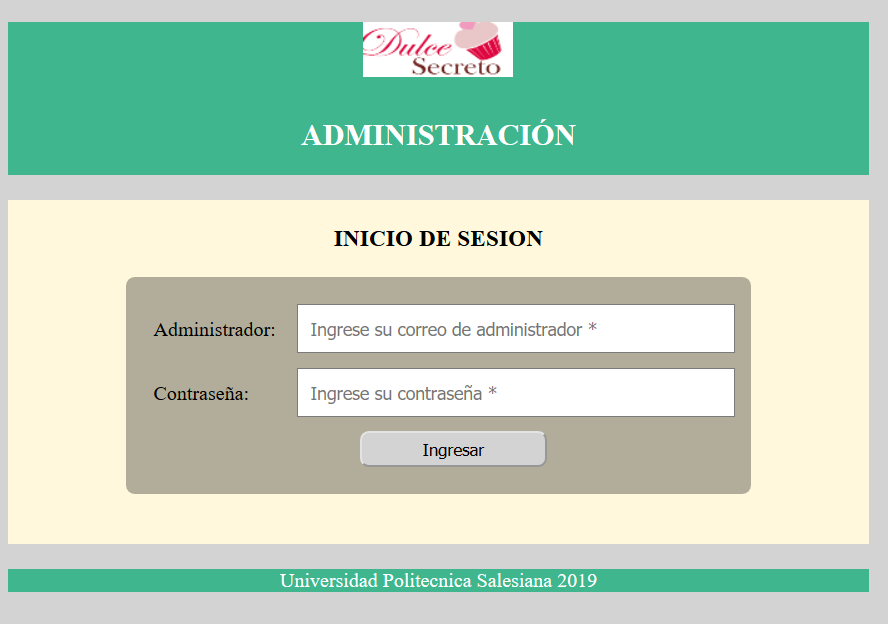 Dulce
Secreto
ADMINISTRACIÓN
INICIO DE SESION
Administrador: Ingrese su correo de administrador *
Contraseña: Ingrese su contraseña *
Ingresar
Universidad Politecnica Salesiana 2019